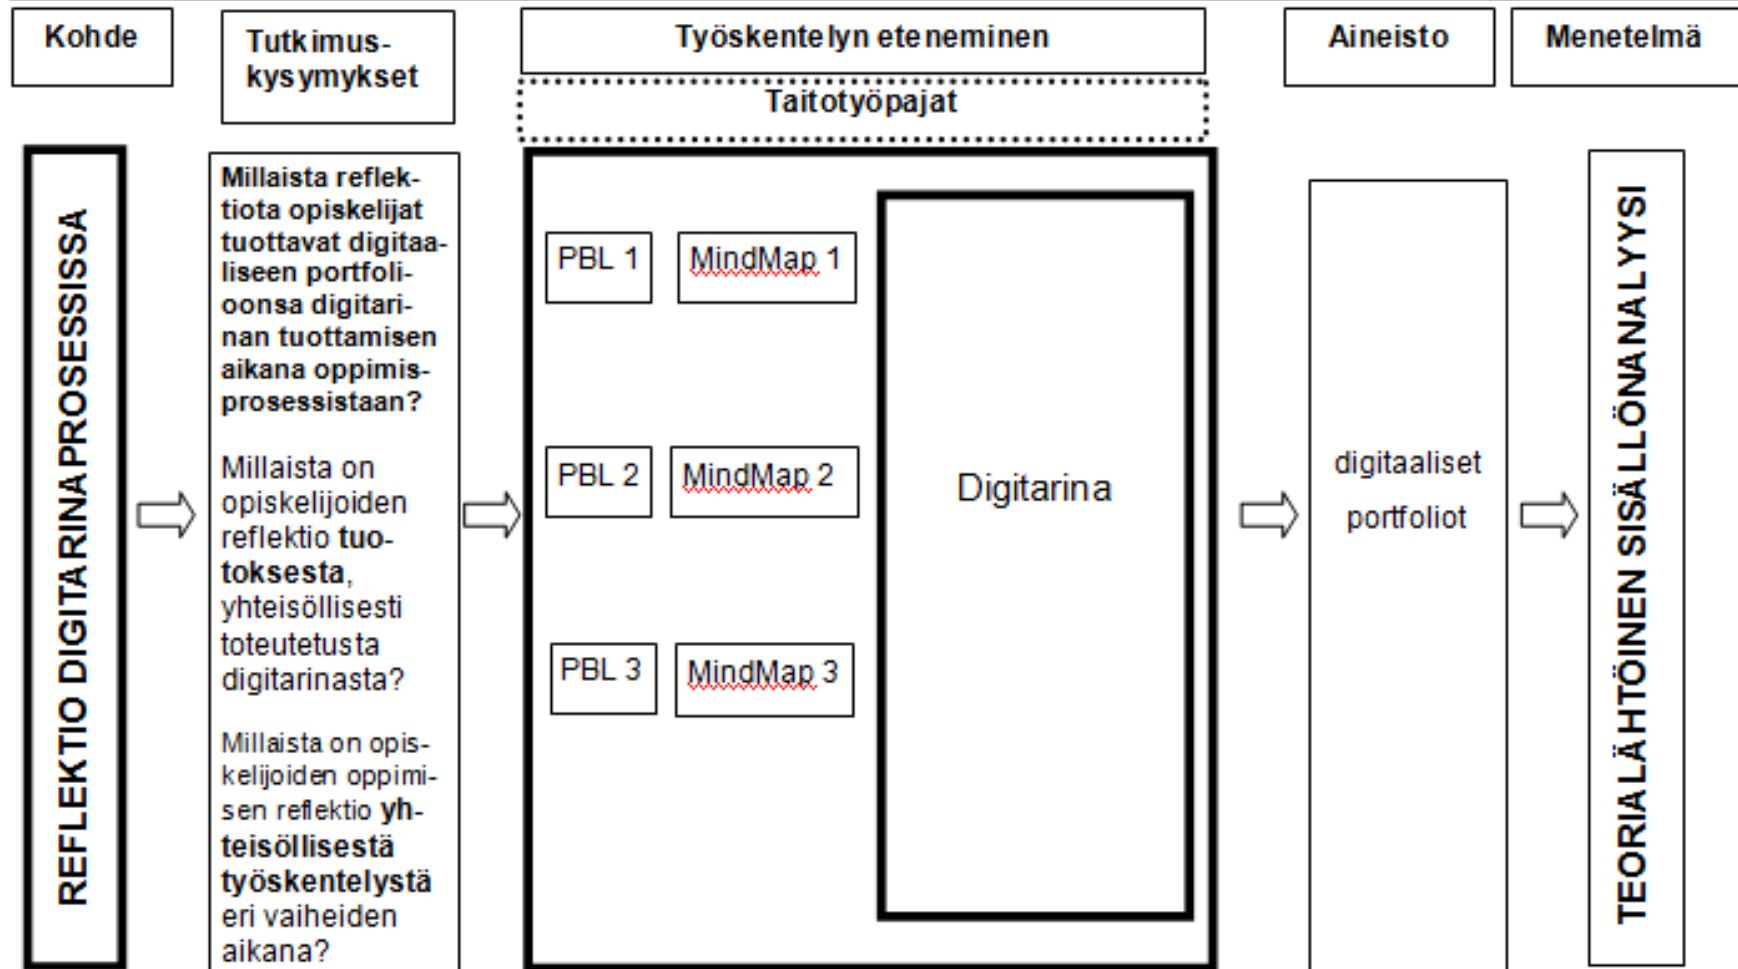 Kohde
Tutkimus-
kysymykset
Työskentelyn eteneminen
Aineisto
Menetelmä
Taitotyöpajat
REFLEKTIO DIGITARINAPROSESSISSA
Millaista reflek-
tiota opiskelijat
tuottavat digitaa-
liseen portfoli-
oonsa digitari-
nan tuottamisen
aikana oppimis-
prosessistaan?
Millaista on
opiskelijoiden
reflektio tuo-
toksesta,
yhteisöllisesti
toteutetusta
digitarinasta?
Millaista on opis-
kelijoiden oppimi-
sen reflektio yh-
teisöllisestä
työskentelystä
eri vaiheiden
aikana?
PBL 1
MindMap 1
PBL 2
MindMap 2
PBL 3
MindMap 3
Digitarina
digitaaliset
portfoliot
TEORIALÄHTÖINEN SISÄLLÖNANALYYSI